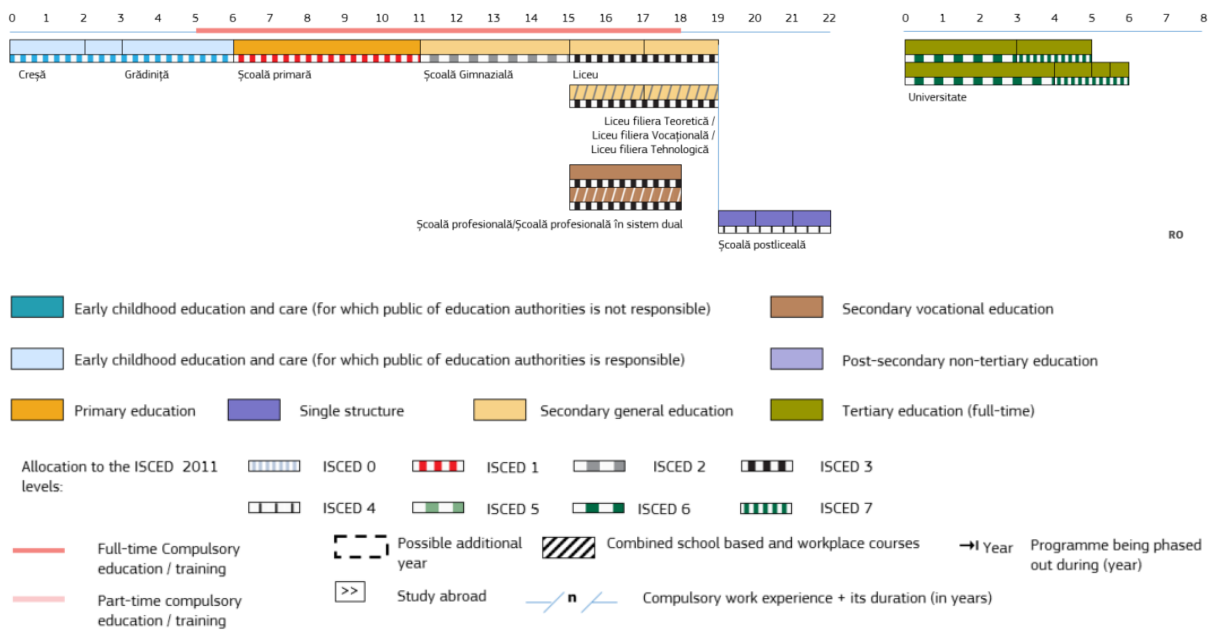 0 1 2 3 4 5 6 7 8 9 10 11 12 13 14 15 16 17 18 19 20 21 22 0 1 2 3 4 5 6 7 8
Creșă Grădiniță Școală primară Școală Gimnazială Liceu
Universitate
Liceu filiera Teoretică /
Liceu filiera Vocațională /
Liceu filiera Tehnologică
Școală profesională/Școală profesională în sistem dual
Școală postliceală
RO
Early childhood education and care (for which public of education authorities is not responsible) Secondary vocational education
Early childhood education and care (for which public of education authorities is responsible) Post-secondary non-tertiary education
Primary education Single structure Secondary general education Tertiary education (full-time)
Allocation to the ISCED 2011 ISCED 0 ISCED 1 ISCED 2 ISCED 3
levels:
ISCED 4 ISCED 5 ISCED 6 ISCED 7
Full-time Compulsory
education / training
Possible additional
year
Combined school based and workplace courses
Year Programme being phased
out during (year)
Part-time compulsory
education / training
>> Study abroad
n Compulsory work experience + its duration (in years)